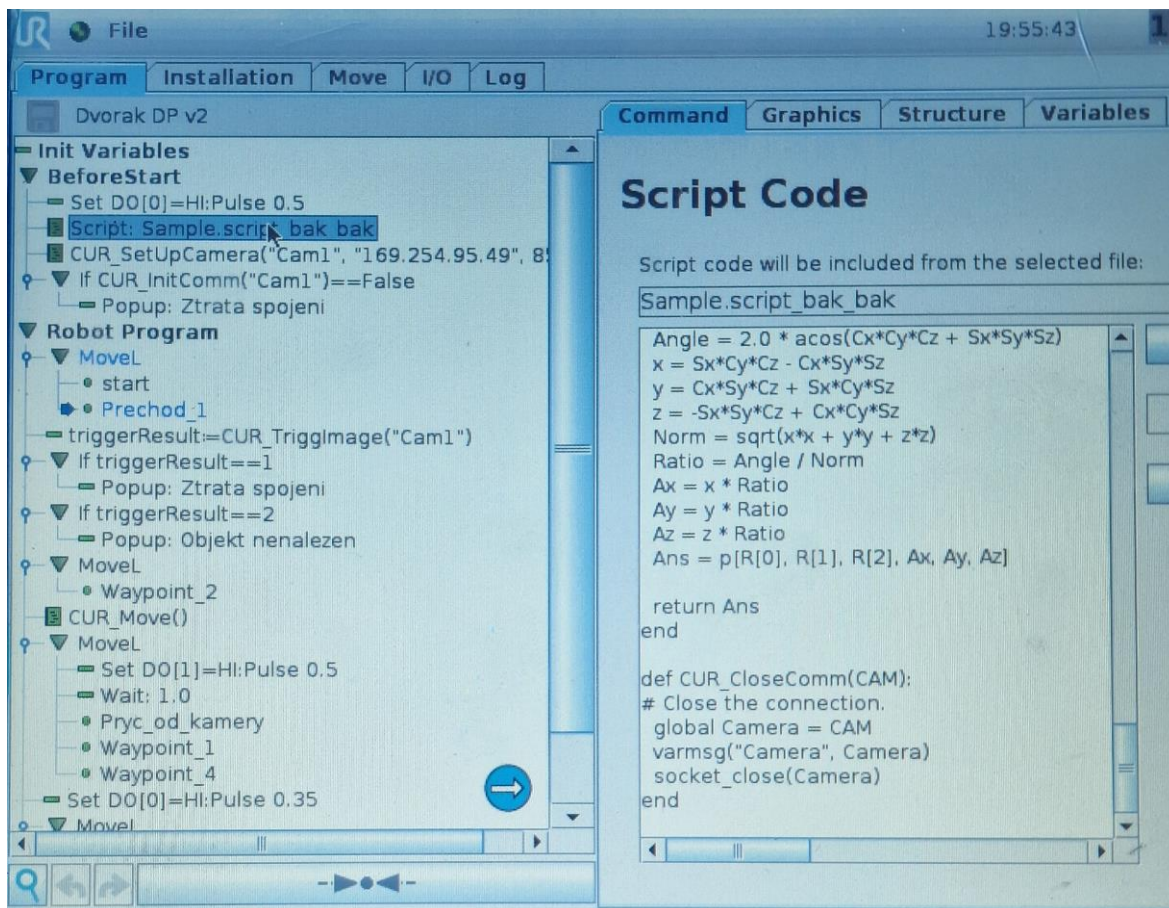 UR File 19:55:43 1
Program Installation Move I/O Log
Dvorak DP v2
Init Variables
BeforeStart
Set DO[0]=HI:Pulse 0.5
Script: Sample.script_bak_bak
CUR_SetUpCamera("Cam1", "169.254.95.49",
If CUR_InitComm("Cam1")==False
Popup: Ztrata spojeni
Robot Program
MoveL
start
Prechod_1
triggerResult:=CUR_TriggImage("Cam1")
If triggerResult==1
Popup: Ztrata spojeni
If triggerResult==2
Popup: Objekt nenalezen
MoveL
Waypoint_2
CUR_Move()
MoveL
Set DO[1]=HI:Pulse 0.5
Wait: 1.0
Pryc_od_kamery
Waypoint_1
Waypoint_4
Set DO[0]=HI:Pulse 0.35
MoveL
Command Graphics Structure Variables
Script Code
Script code will be included from the selected file:
Sample.script_bak_bak
Angle = 2.0 * acos(Cx*Cy*Cz + Sx*Sy*Sz)
x = Sx*Cy*Cz - Cx*Sy*Sz
y = Cx*Sy*Cz + Sx*Cy*Sz
z = -Sx*Sy*Cz + Cx*Cy*Sz
Norm = sqrt(x*x + y*y + z*z)
Ratio = Angle / Norm
Ax = x * Ratio
Ay = y * Ratio
Az = z * Ratio
Ans = p[R[0], R[1], R[2], Ax, Ay, Az]
return Ans
end
def CUR_CloseComm(CAM):
# Close the connection.
global Camera = CAM
varmsg("Camera", Camera)
socket_close(Camera)
end